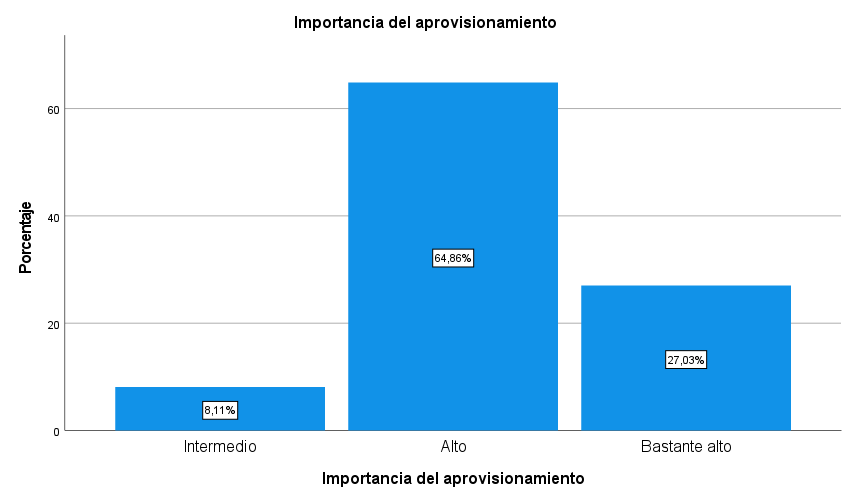 Importancia del aprovisionamiento
Porcentaje
60
40
20
0
64,86%
27,03%
8,11%
Intermedio
Alto
Bastante alto
Importancia del aprovisionamiento